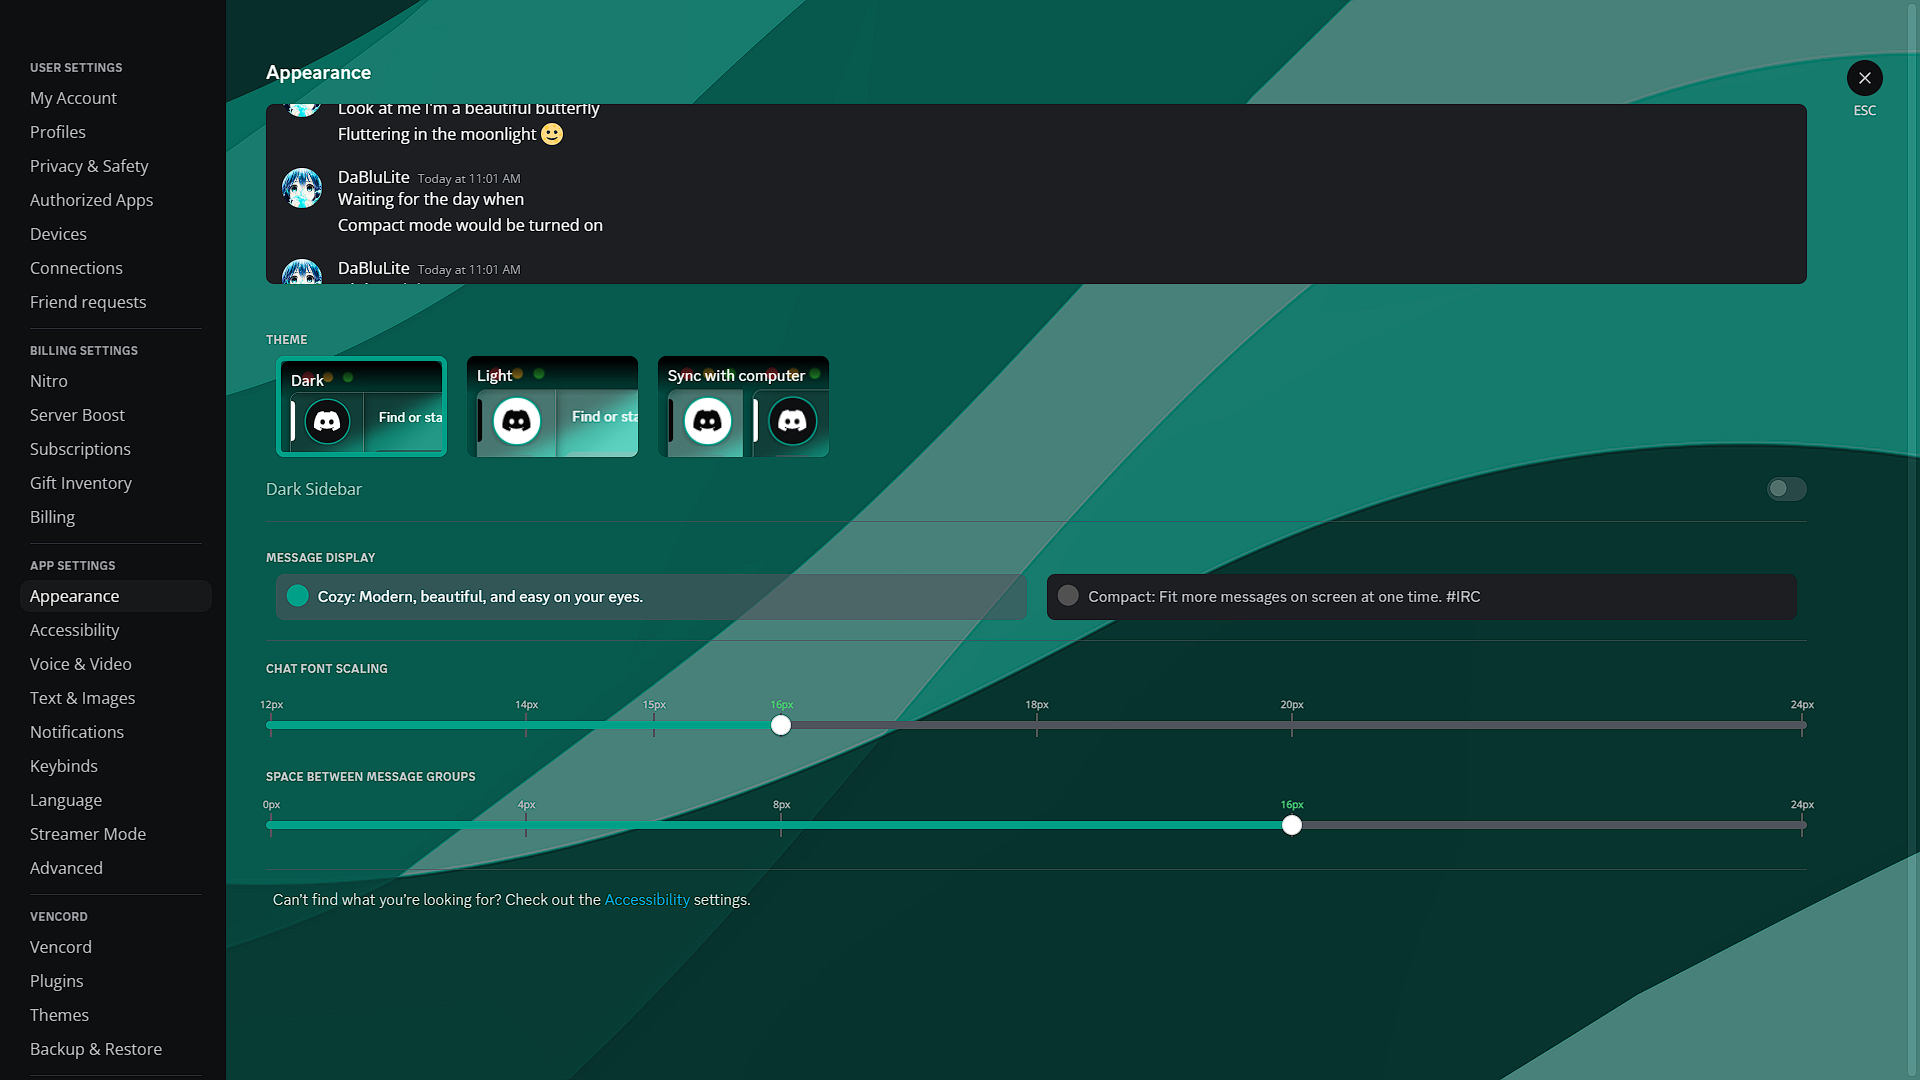 USER SETTINGS
My Account
Profiles
Privacy & Safety
Authorized Apps
Devices
Connections
Friend requests
BILLING SETTINGS
Nitro
Server Boost
Subscriptions
Gift Inventory
Billing
APP SETTINGS
Appearance
Accessibility
Voice & Video
Text & Images
Notifications
Keybinds
Language
Streamer Mode
Advanced
VENCORD
Vencord
Plugins
Themes
Backup & Restore
Appearance
ESC
Look at me I'm a beautiful butterfly
Fluttering in the moonlight
DaBluLite Today at 11:01 AM
Waiting for the day when
Compact mode would be turned on
DaBluLite Today at 11:01 AM
THEME
Dark
Find or sta
Light
Find or sta
Sync with computer
Dark Sidebar
MESSAGE DISPLAY
Cozy: Modern, beautiful, and easy on your eyes.
Compact: Fit more messages on screen at one time. #IRC
CHAT FONT SCALING
12px 14px 15px 16px 18px 20px 24px
SPACE BETWEEN MESSAGE GROUPS
0px 4px 8px 16px 24px
Can't find what you're looking for? Check out the Accessibility settings.